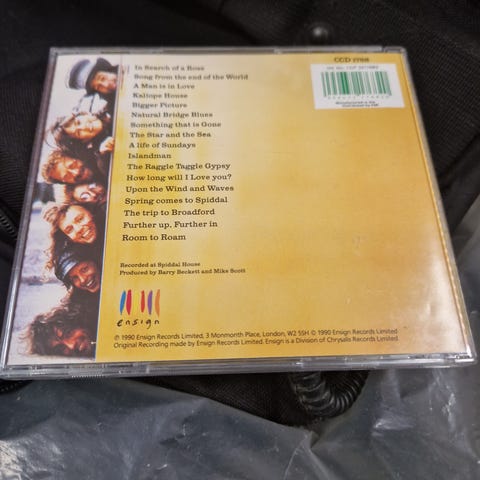 CCD 1768
In Search of a Rose
Song from the end of the World
A Man is in Love
Kaliope House
Bigger Picture
Natural Bridge Blues
Something that is Gone
The Star and the Sea
A life of Sundays
Islandman
The Raggle Taggle Gypsy
How long will I Love you?
Upon the Wind and Waves
Spring comes to Spiddal
The trip to Broadford
Further up, Further in
Room to Roam
Recorded at Spiddal House
Produced by Barry Beckett and Mike Scott
ensign
℗ 1990 Ensign Records Limited, 3 Monmouth Place, London, W2 5SH © 1990 Ensign Records Limited
Original Recording made by Ensign Records Limited. Ensign is a Division of Chrysalis Records Limited